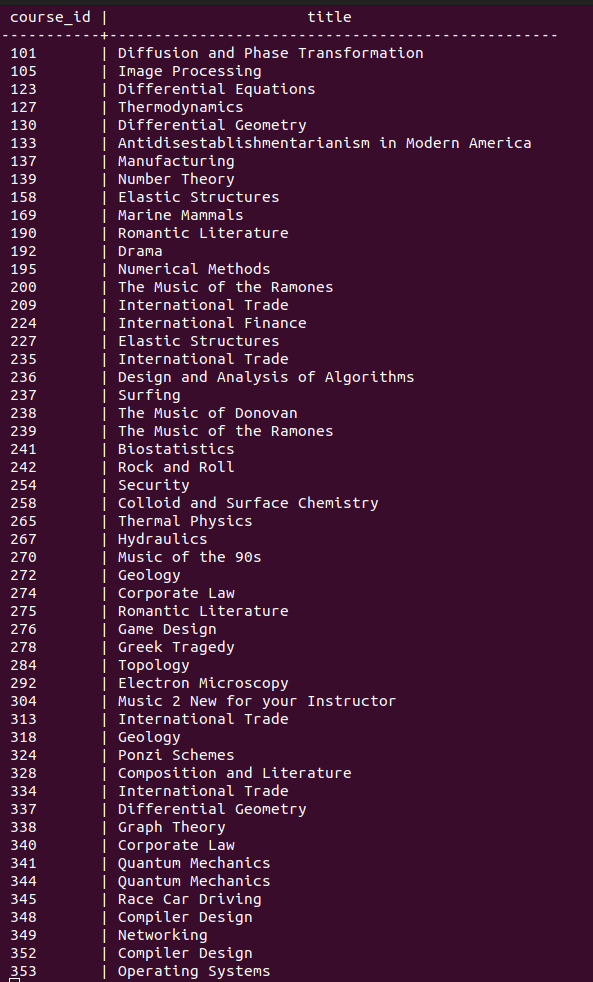 course_id |                      title
-----------+--------------------------------------------------
101       | Diffusion and Phase Transformation
105       | Image Processing
123       | Differential Equations
127       | Thermodynamics
130       | Differential Geometry
133       | Antidisestablishmentarianism in Modern America
137       | Manufacturing
139       | Number Theory
158       | Elastic Structures
169       | Marine Mammals
190       | Romantic Literature
192       | Drama
195       | Numerical Methods
200       | The Music of the Ramones
209       | International Trade
224       | International Finance
227       | Elastic Structures
235       | International Trade
236       | Design and Analysis of Algorithms
237       | Surfing
238       | The Music of Donovan
239       | The Music of the Ramones
241       | Biostatistics
242       | Rock and Roll
254       | Security
258       | Colloid and Surface Chemistry
265       | Thermal Physics
267       | Hydraulics
270       | Music of the 90s
272       | Geology
274       | Corporate Law
275       | Romantic Literature
276       | Game Design
278       | Greek Tragedy
284       | Topology
292       | Electron Microscopy
304       | Music 2 New for your Instructor
313       | International Trade
318       | Geology
324       | Ponzi Schemes
328       | Composition and Literature
334       | International Trade
337       | Differential Geometry
338       | Graph Theory
340       | Corporate Law
341       | Quantum Mechanics
344       | Quantum Mechanics
345       | Race Car Driving
348       | Compiler Design
349       | Networking
352       | Compiler Design
353       | Operating Systems